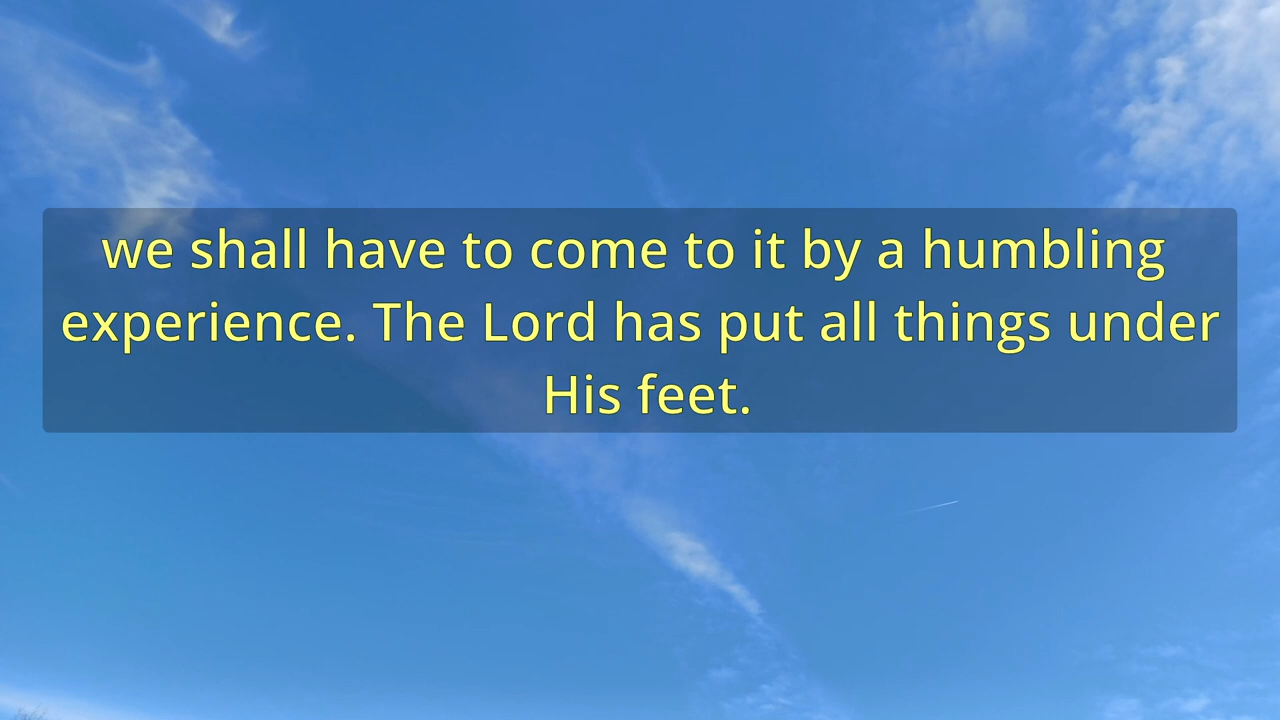 we shall have to come to it by a humbling
experience. The Lord has put all things under
His feet.